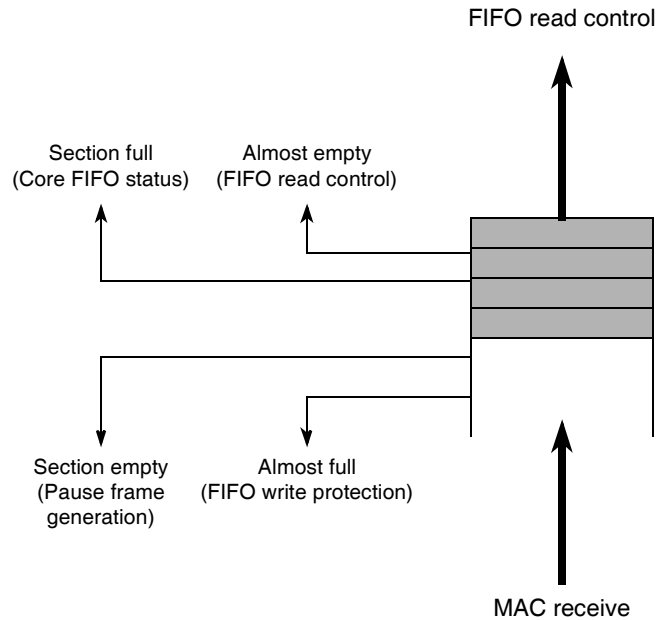 FIFO read control
Section full
(Core FIFO status)
Almost empty
(FIFO read control)
Section empty
(Pause frame
generation)
Almost full
(FIFO write protection)
MAC receive